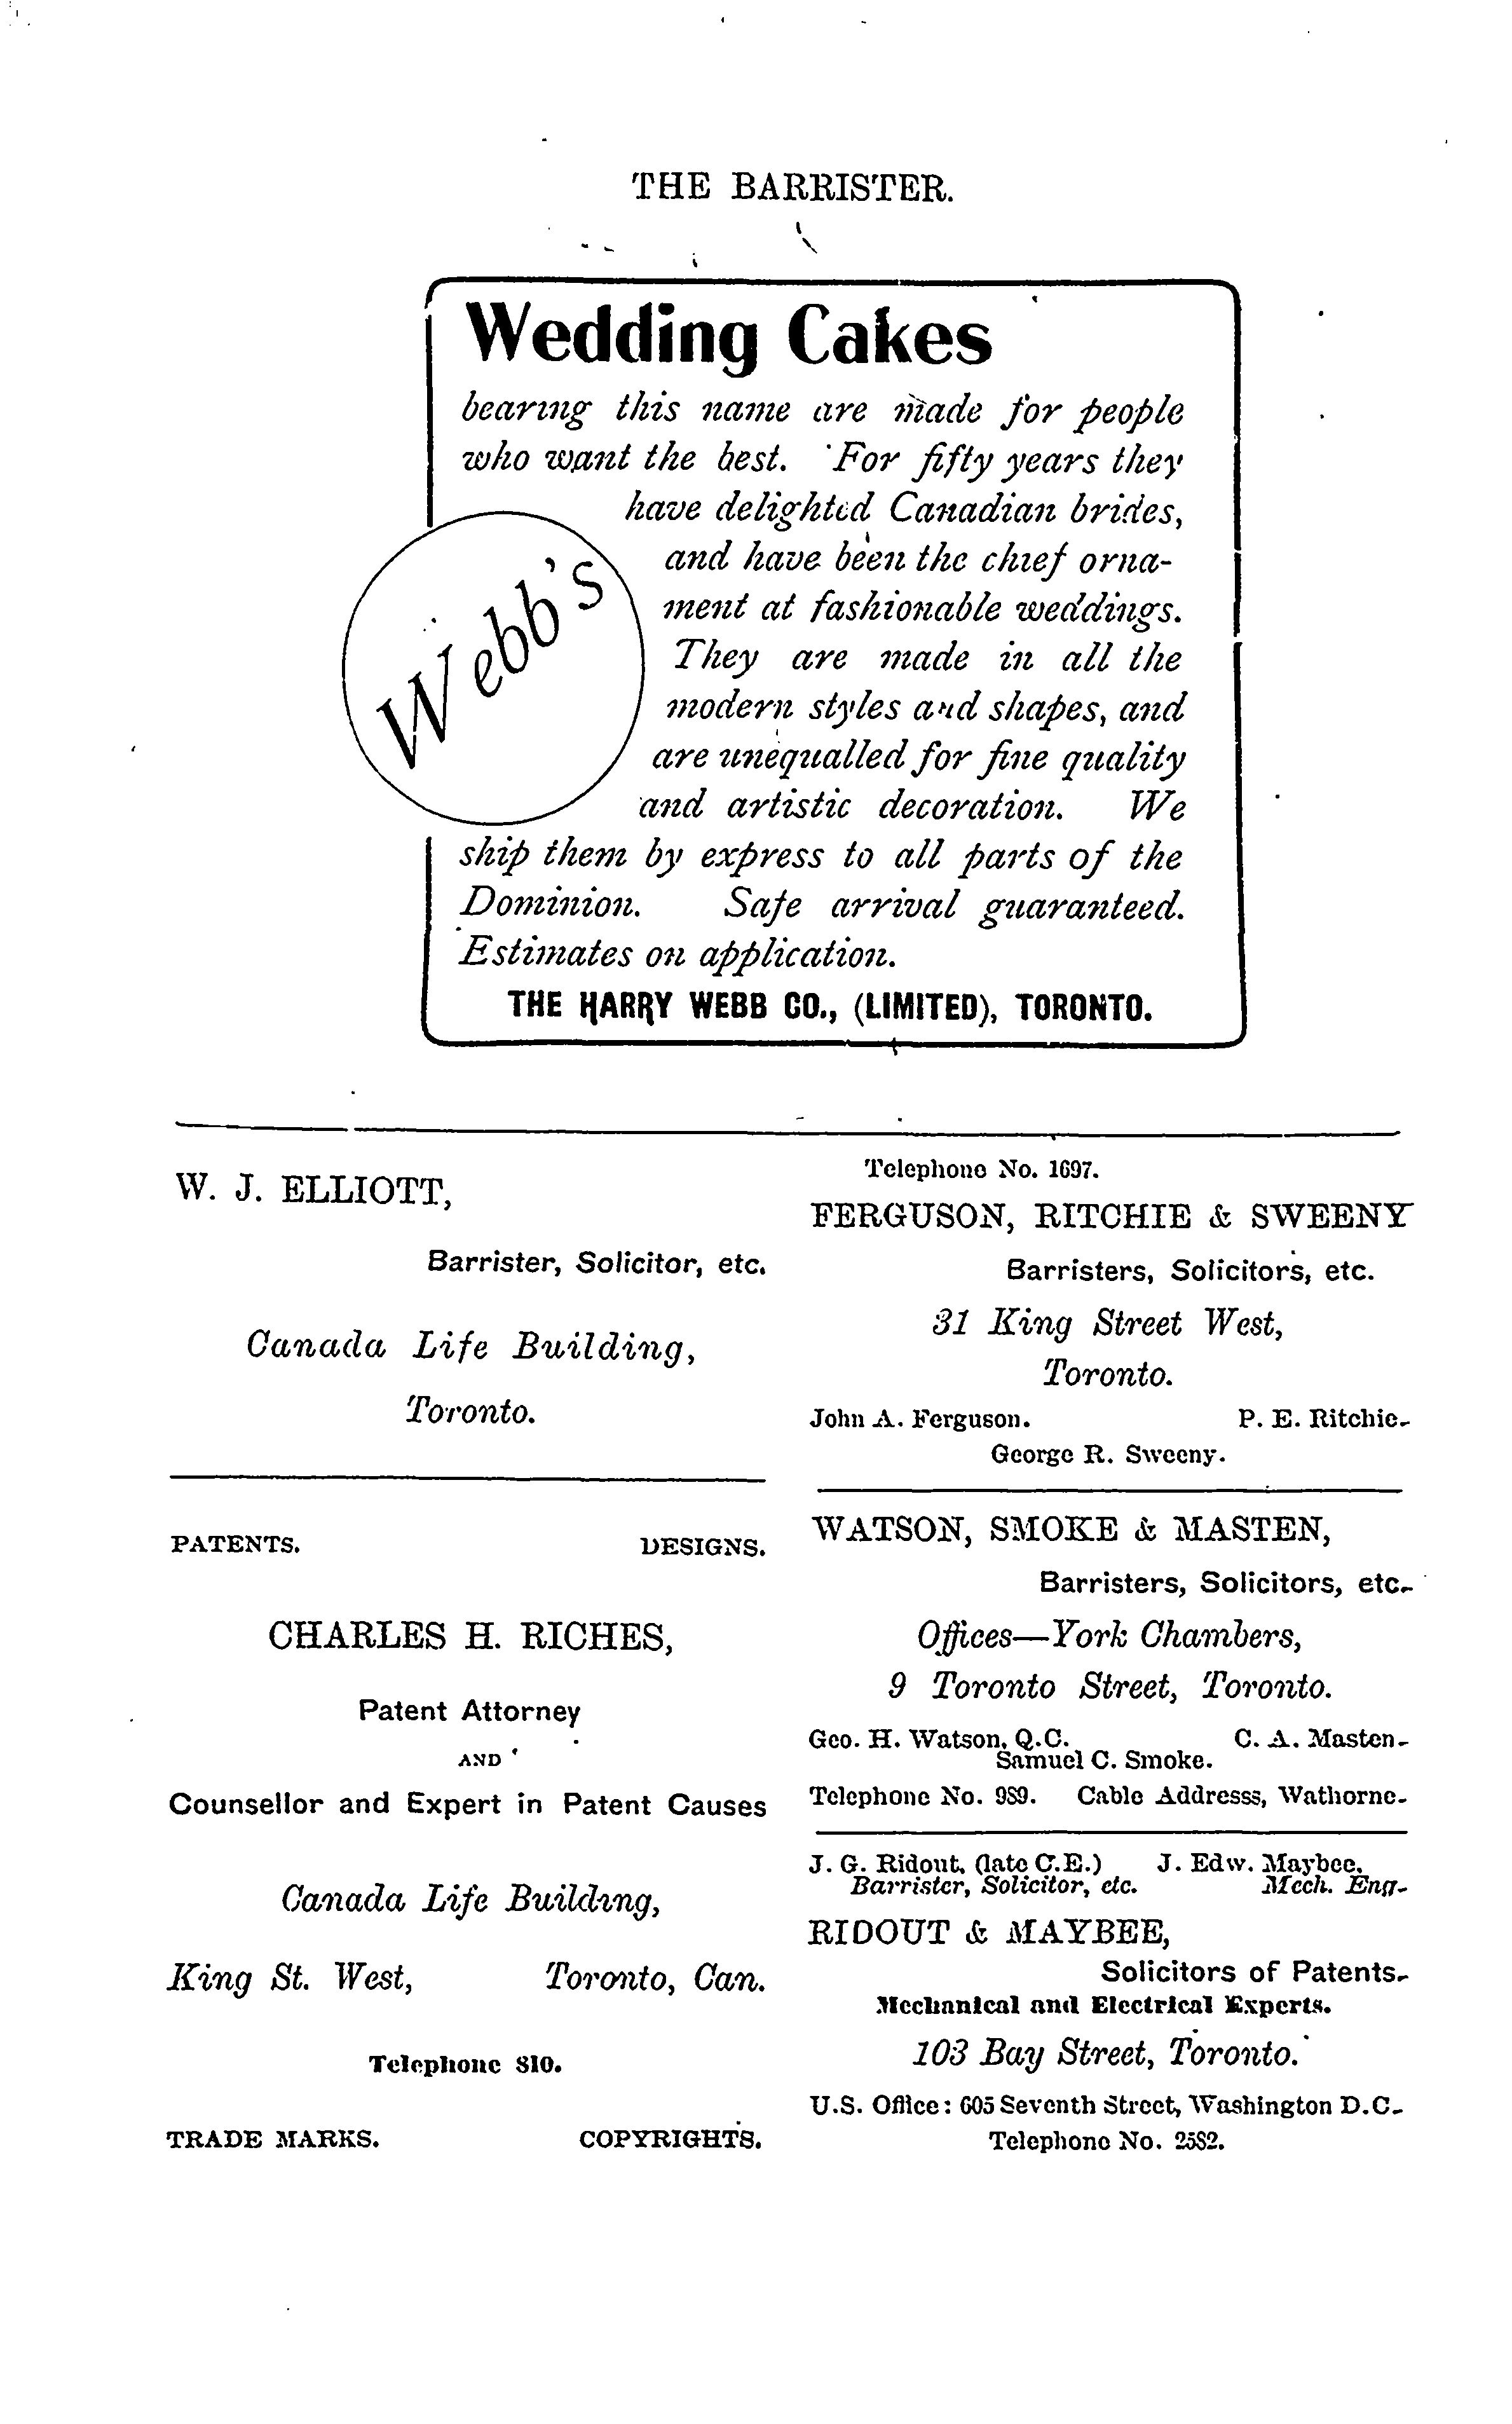 THE BARRISTER.
Wedding Cakes
bearing this name are made for people
who want the best. For fifty years they
have delighted Canadian brides,
and have been the chief orna-
ment at fashionable weddings.
They are made in all the
modern styles and shapes, and
are unequalled for fine quality
and artistic decoration. We
ship them by express to all parts of the
Dominion. Safe arrival guaranteed.
Estimates on application.
Webb's
THE HARRY WEBB CO., (LIMITED), TORONTO.
W. J. ELLIOTT,
Barrister, Solicitor, etc.
Canada Life Building,
Toronto.
PATENTS. DESIGNS.
CHARLES H. RICHES,
Patent Attorney
AND
Counsellor and Expert in Patent Causes
Canada Life Building,
King St. West, Toronto, Can.
Telephone 810.
TRADE MARKS. COPYRIGHTS.
Telephone No. 1697.
FERGUSON, RITCHIE & SWEENY
Barristers, Solicitors, etc.
31 King Street West,
Toronto.
John A. Ferguson. P. E. Ritchie.
George R. Sweeny.
WATSON, SMOKE & MASTEN,
Barristers, Solicitors, etc.
Offices—York Chambers,
9 Toronto Street, Toronto.
Geo. H. Watson, Q.C. C. A. Masten.
Samuel C. Smoke.
Telephone No. 989. Cable Addresss, Wathorne.
J. G. Ridout, (late C.E.) J. Edw. Maybee,
Barrister, Solicitor, etc. Mech. Eng.
RIDOUT & MAYBEE,
Solicitors of Patents.
Mechanical and Electrical Experts.
103 Bay Street, Toronto.
U.S. Office: 605 Seventh Street, Washington D.C.
Telephone No. 2582.